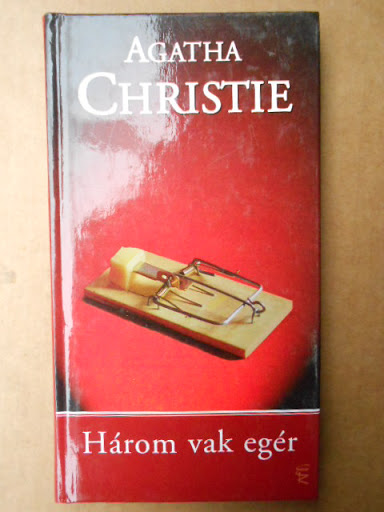 AGATHA
CHRISTIE
Három vak egér